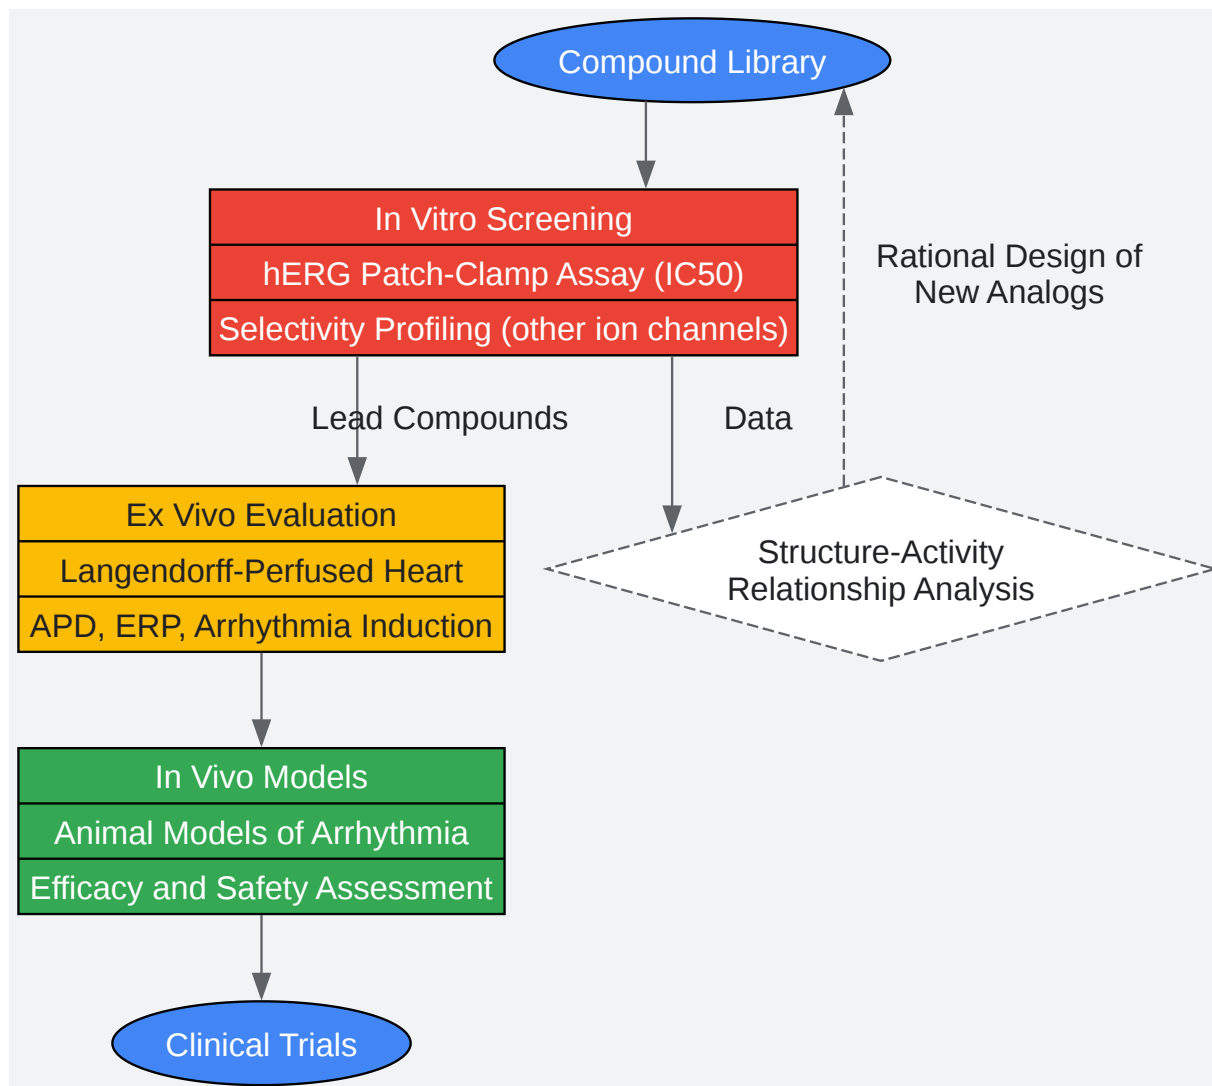 Compound Library
In Vitro Screening
hERG Patch-Clamp Assay (IC50)
Selectivity Profiling (other ion channels)
Rational Design of
New Analogs
Lead Compounds
Data
Ex Vivo Evaluation
Langendorff-Perfused Heart
APD, ERP, Arrhythmia Induction
Structure-Activity
Relationship Analysis
In Vivo Models
Animal Models of Arrhythmia
Efficacy and Safety Assessment
Clinical Trials